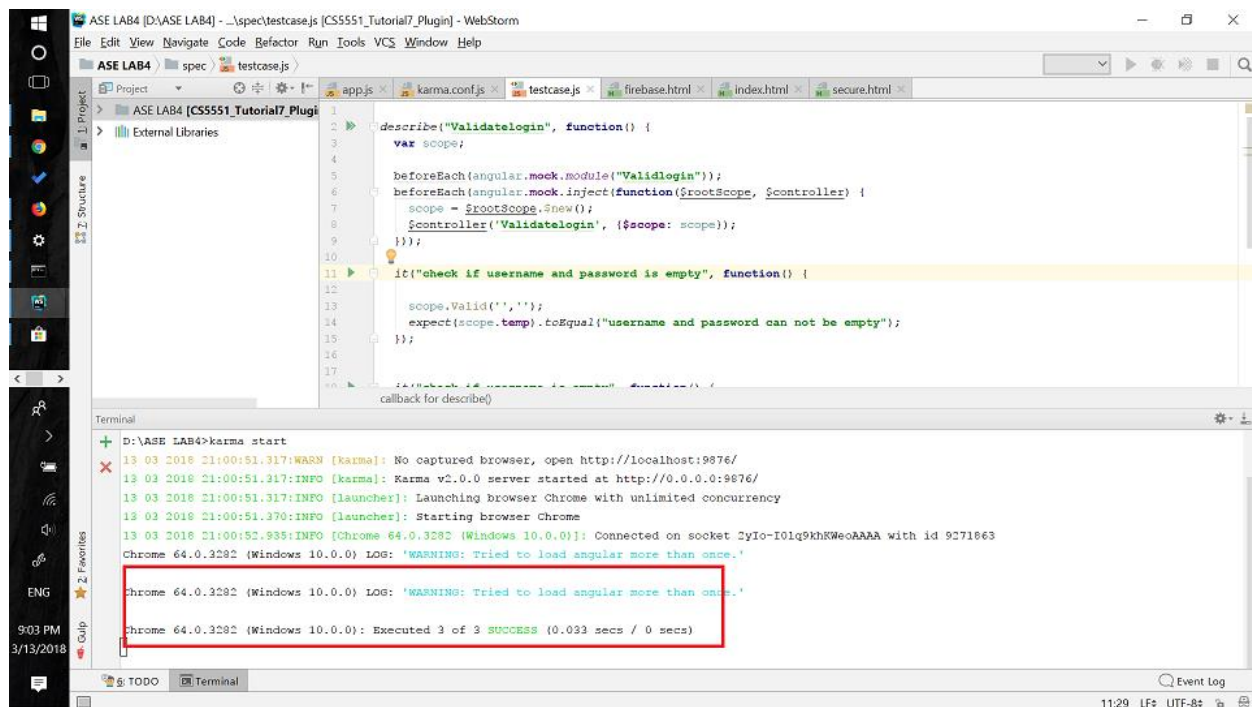 ASE LAB4 [D:\ASE LAB4] - ...\spec\testcase.js [CS5551_Tutorial7_Plugin] - WebStorm
File Edit View Navigate Code Refactor Run Tools VCS Window Help
ASE LAB4 spec testcase.js
Project
app.js karma.conf.js testcase.js firebase.html index.html secure.html
ASE LAB4 [CS5551_Tutorial7_Plugi
External Libraries
1: Project
Z: Structure
1
2 describe("Validatelogin", function() {
3 var scope;
4
5 beforeEach(angular.mock.module("Validlogin"));
6 beforeEach(angular.mock.inject(function($rootScope, $controller) {
7 scope = $rootScope.$new();
8 $controller('Validatelogin', {$scope: scope});
9 }));
10
11 it("check if username and password is empty", function() {
12
13 scope.Valid('','');
14 expect(scope.temp).toEqual("username and password can not be empty");
15 });
16
17
it("check if username is empty", function() {
callback for describe()
Terminal
D:\ASE LAB4>karma start
13 03 2018 21:00:51.317:WARN [karma]: No captured browser, open http://localhost:9876/
13 03 2018 21:00:51.317:INFO [karma]: Karma v2.0.0 server started at http://0.0.0.0:9876/
13 03 2018 21:00:51.317:INFO [launcher]: Launching browser Chrome with unlimited concurrency
13 03 2018 21:00:51.370:INFO [launcher]: Starting browser Chrome
13 03 2018 21:00:52.935:INFO [Chrome 64.0.3282 (Windows 10.0.0)]: Connected on socket 2yIo-I01q9khKWeoAAAA with id 9271863
Chrome 64.0.3282 (Windows 10.0.0) LOG: 'WARNING: Tried to load angular more than once.'
Chrome 64.0.3282 (Windows 10.0.0) LOG: 'WARNING: Tried to load angular more than once.'
Chrome 64.0.3282 (Windows 10.0.0): Executed 3 of 3 SUCCESS (0.033 secs / 0 secs)
2: Favorites
Gulp
ENG
9:03 PM
3/13/2018
6: TODO Terminal
Event Log
11:29 LF UTF-8